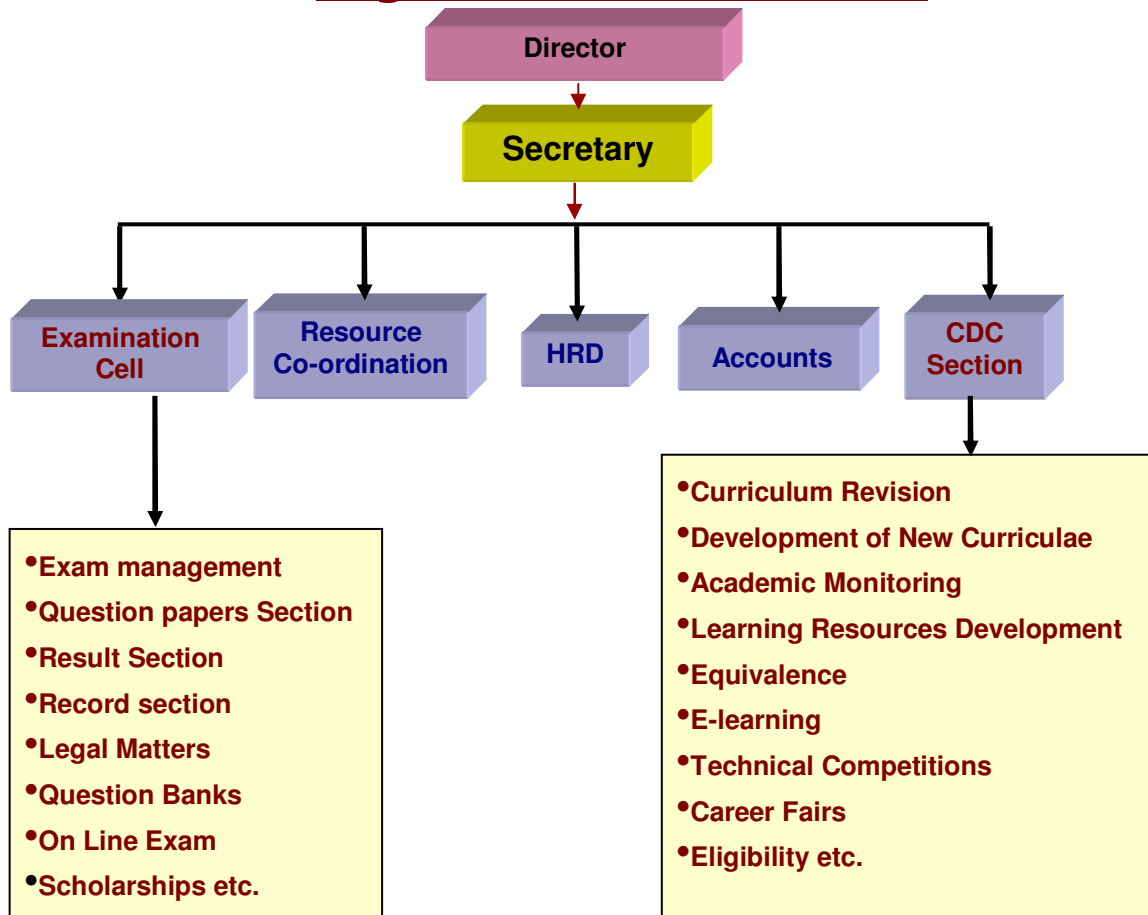 Director
Secretary
Examination
Cell
Resource
Co-ordination
HRD
Accounts
CDC
Section
•Exam management
•Question papers Section
•Result Section
•Record section
•Legal Matters
•Question Banks
•On Line Exam
•Scholarships etc.
•Curriculum Revision
•Development of New Curriculae
•Academic Monitoring
•Learning Resources Development
•Equivalence
•E-learning
•Technical Competitions
•Career Fairs
•Eligibility etc.